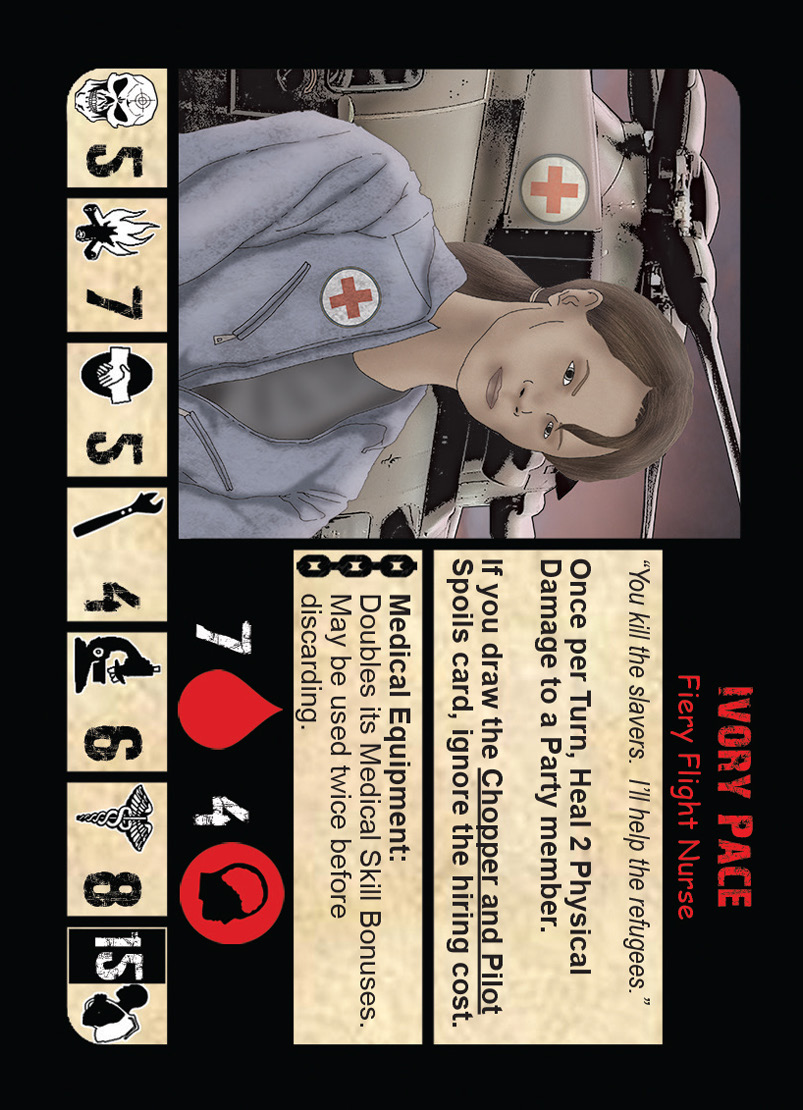 IVORY PACE
Fiery Flight Nurse
“You kill the slavers. I'll help the refugees.”
Once per Turn, Heal 2 Physical
Damage to a Party member.
If you draw the Chopper and Pilot
Spoils card, ignore the hiring cost.
Medical Equipment:
Doubles its Medical Skill Bonuses.
May be used twice before
discarding.
7 4
5 7 5 4 6 8 15